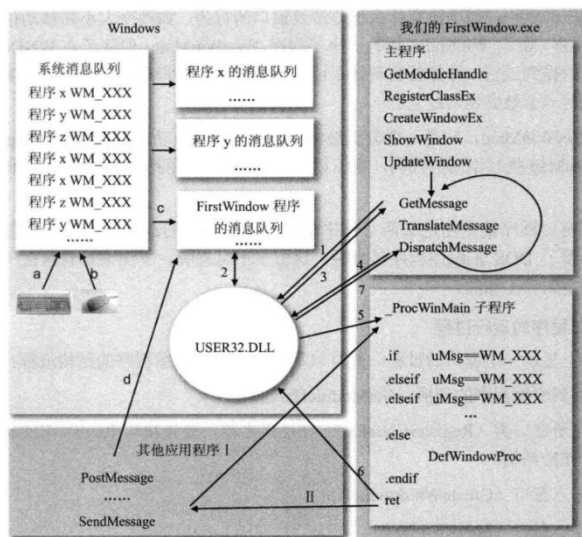 Windows
系统消息队列
程序 x WM_XXX
程序 y WM_XXX
程序 z WM_XXX
程序 x WM_XXX
程序 x WM_XXX
程序 z WM_XXX
程序 y WM_XXX
……
程序 x 的消息队列
……
程序 y 的消息队列
……
FirstWindow 程序
的消息队列
……
a
b
c
d
1
2
3
4
7
5
6
USER32.DLL
我们的 FirstWindow.exe
主程序
GetModuleHandle
RegisterClassEx
CreateWindowEx
ShowWindow
UpdateWindow
GetMessage
TranslateMessage
DispatchMessage
_ProcWinMain 子程序
.if uMsg==WM_XXX
.elseif uMsg==WM_XXX
.elseif uMsg==WM_XXX
…
.else
DefWindowProc
.endif
ret
其他应用程序 I
PostMessage
……
SendMessage
II